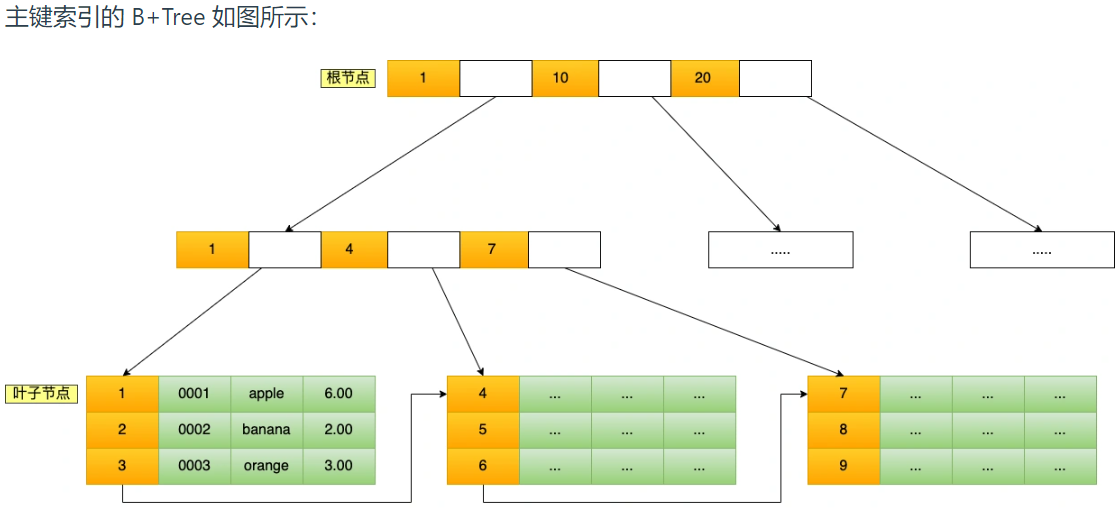 主键索引的 B+Tree 如图所示：
根节点 1 10 20
1 4 7 ..... .....
叶子节点 1 0001 apple 6.00 4 ... ... ... 7 ... ... ...
2 0002 banana 2.00 5 ... ... ... 8 ... ... ...
3 0003 orange 3.00 6 ... ... ... 9 ... ... ...